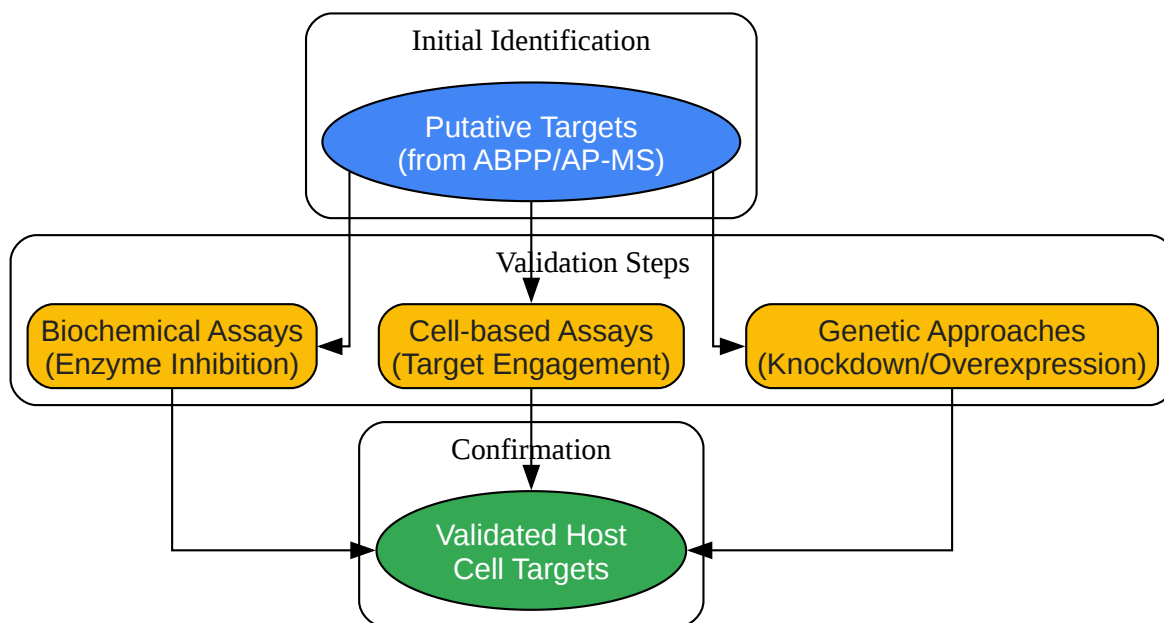 Initial Identification
Putative Targets
(from ABPP/AP-MS)
Validation Steps
Biochemical Assays
(Enzyme Inhibition)
Cell-based Assays
(Target Engagement)
Genetic Approaches
(Knockdown/Overexpression)
Confirmation
Validated Host
Cell Targets